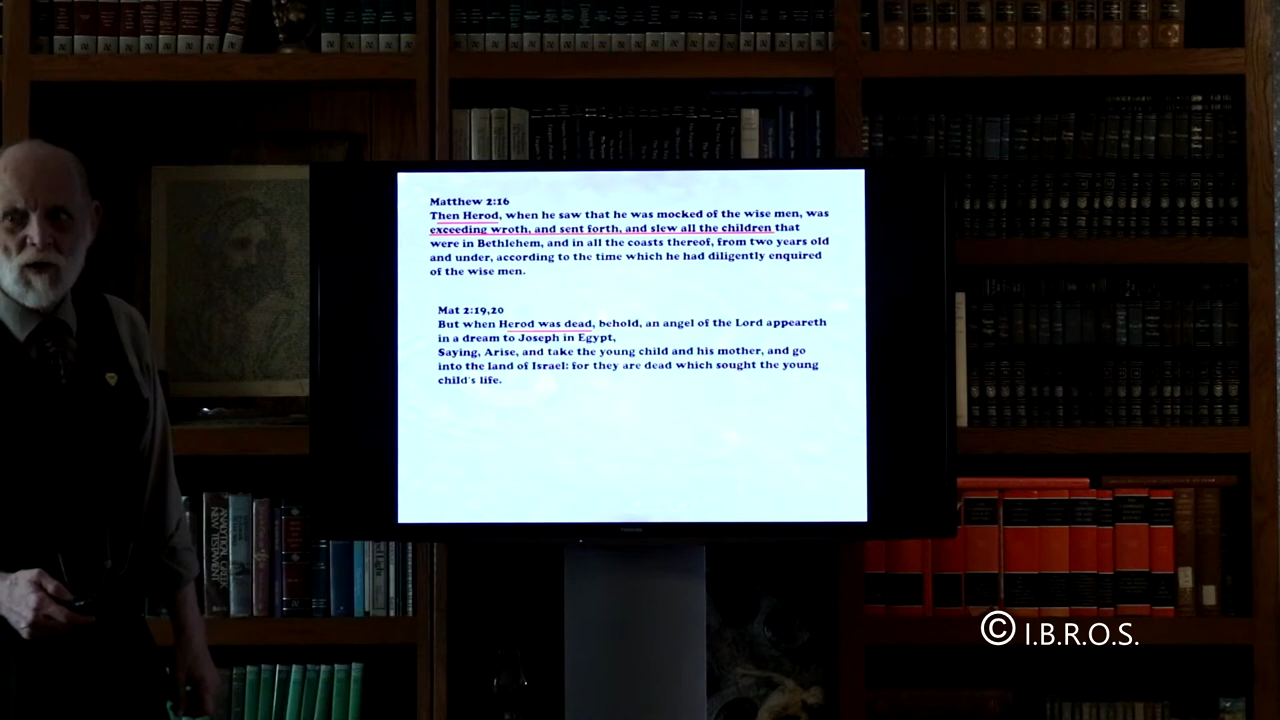 Matthew 2:16
Then Herod, when he saw that he was mocked of the wise men, was
exceeding wroth, and sent forth, and slew all the children that
were in Bethlehem, and in all the coasts thereof, from two years old
and under, according to the time which he had diligently enquired
of the wise men.
Mat 2:19,20
But when Herod was dead, behold, an angel of the Lord appeareth
in a dream to Joseph in Egypt,
Saying, Arise, and take the young child and his mother, and go
into the land of Israel: for they are dead which sought the young
child's life.
ANALYTICAL GREEK
NEW TESTAMENT
© I.B.R.O.S.